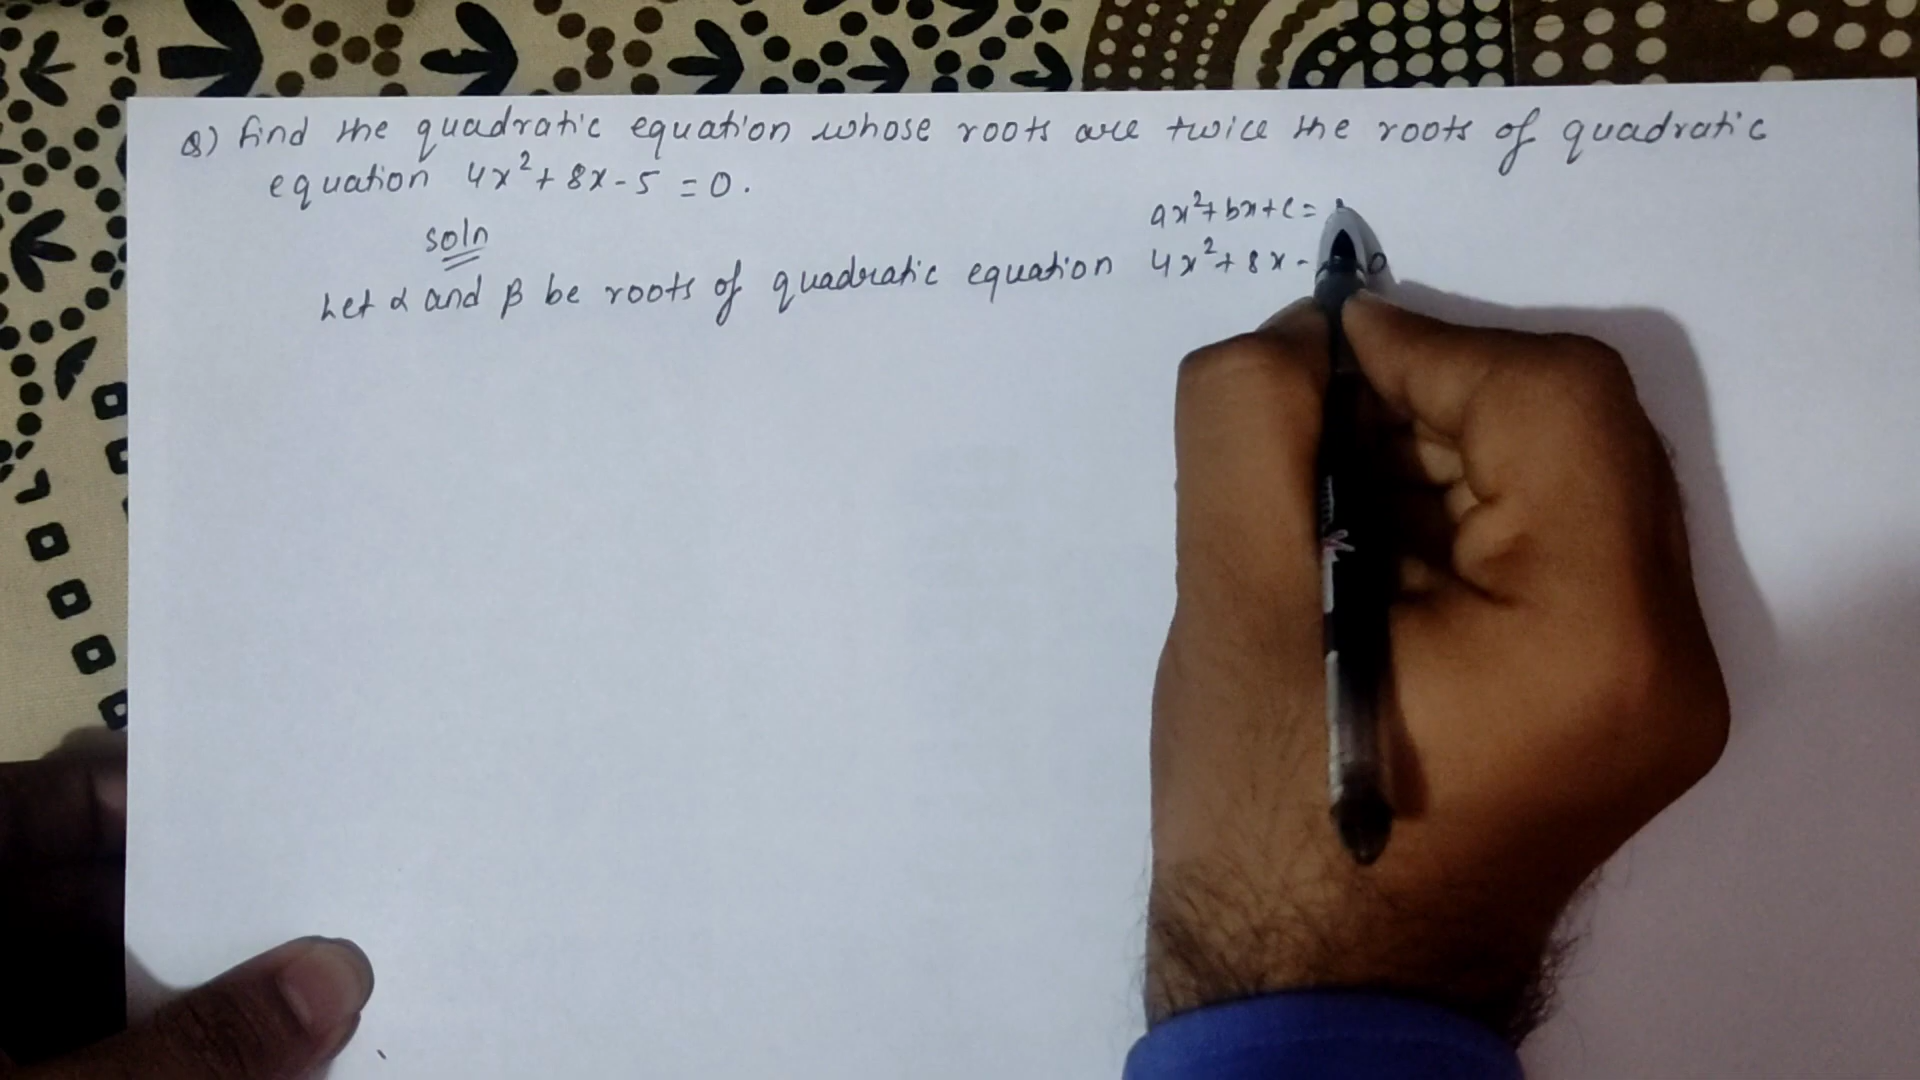 Q) find the quadratic equation whose roots are twice the roots of quadratic
equation 4x²+8x-5=0.
soln
ax²+bx+c=
Let α and β be roots of quadratic equation 4x²+8x- 0